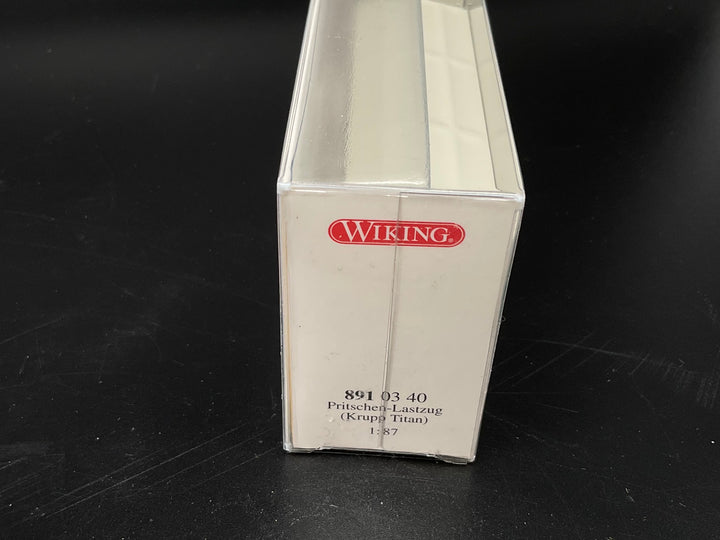 WIKING®
891 03 40
Pritschen-Lastzug
(Krupp Titan)
1:87